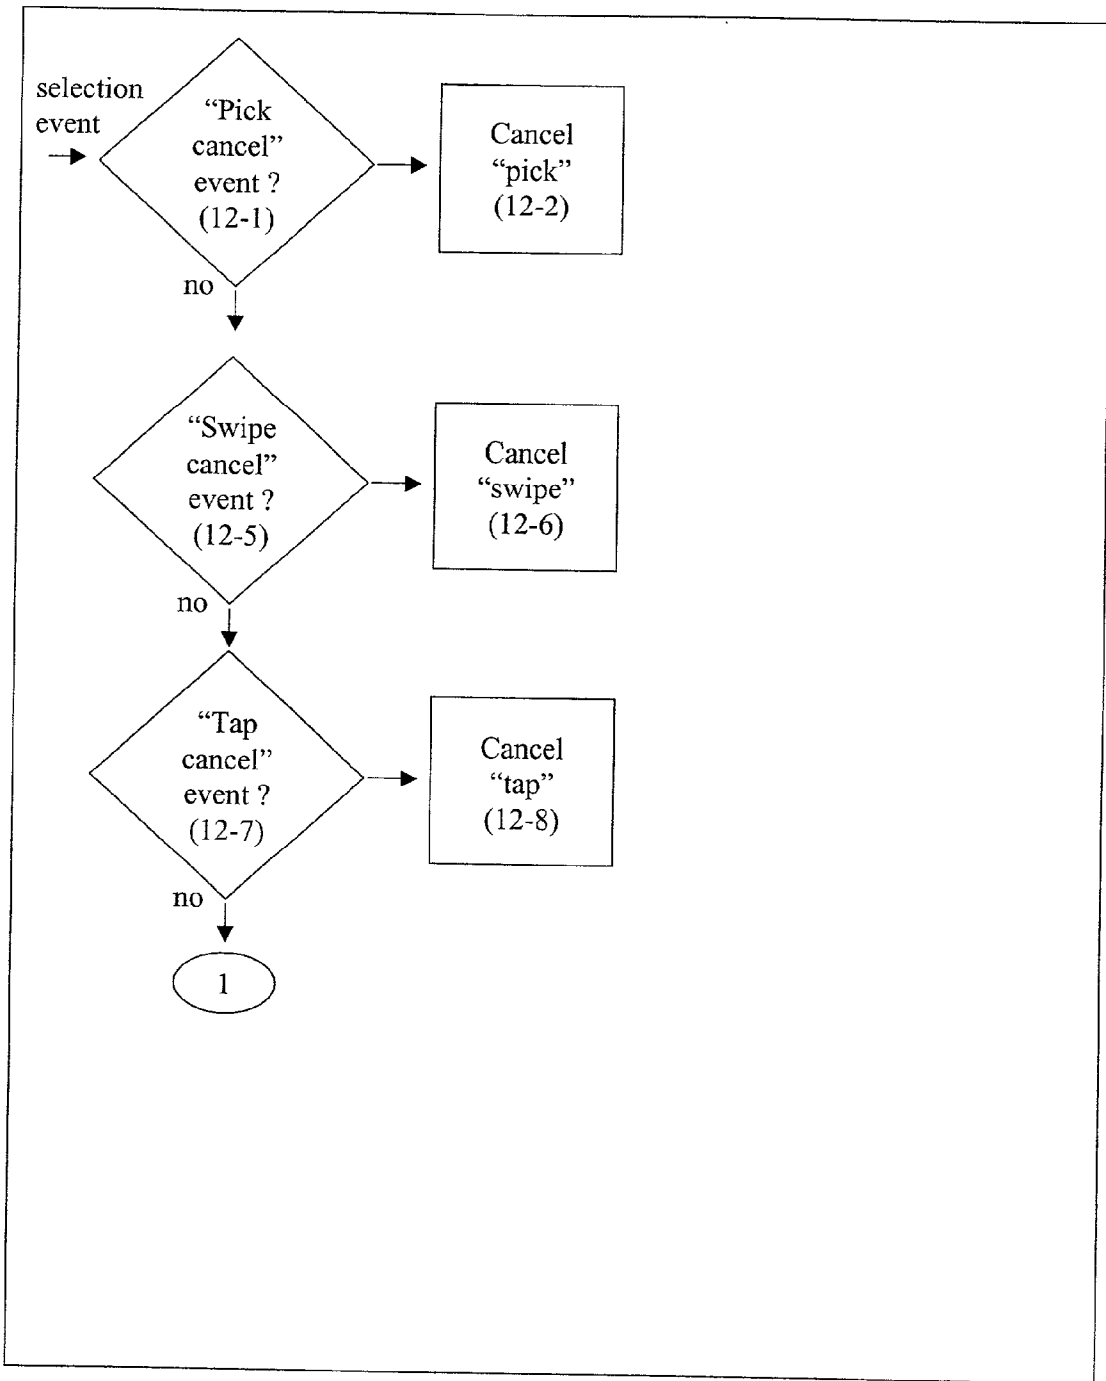 selection
event
“Pick
cancel”
event ?
(12-1)
Cancel
“pick”
(12-2)
no
“Swipe
cancel”
event ?
(12-5)
Cancel
“swipe”
(12-6)
no
“Tap
cancel”
event ?
(12-7)
Cancel
“tap”
(12-8)
no
1